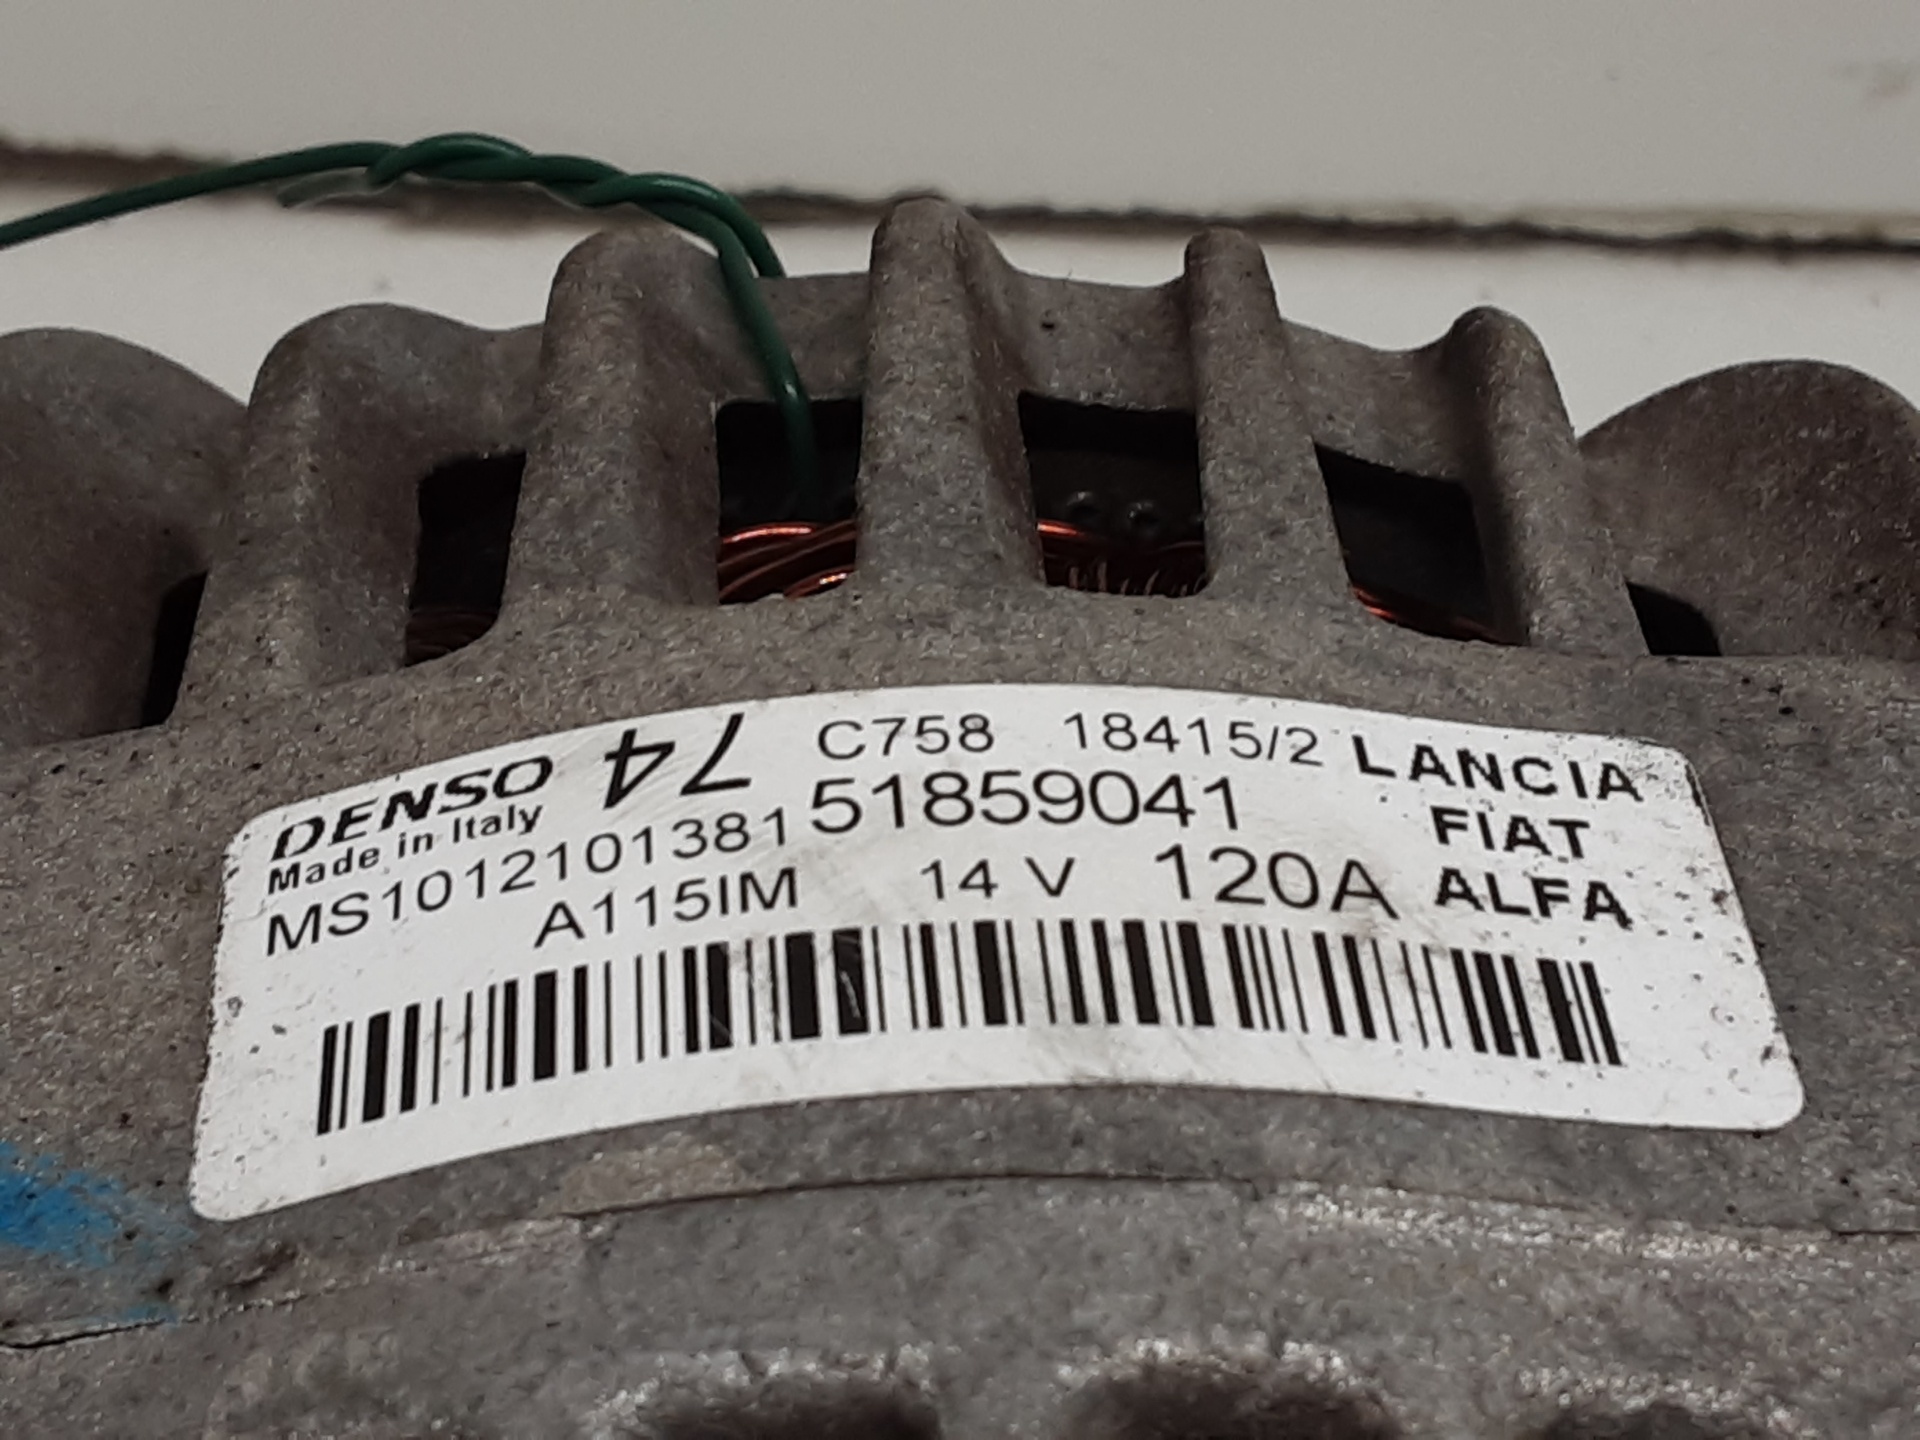 DENSO 74 C758 18415/2 LANCIA
Made in Italy
MS1012101381 51859041 FIAT
A115IM 14 V 120A ALFA